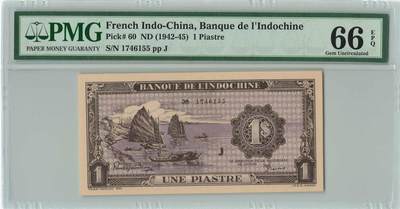 PMG
PAPER MONEY GUARANTY
French Indo-China, Banque de l'Indochine
Pick# 60 ND (1942-45) 1 Piastre
S/N 1746155 pp J
66 EPQ
Gem Uncirculated
BANQUE DE L'INDOCHINE
1746155
1
J
1 UNE PIASTRE 1